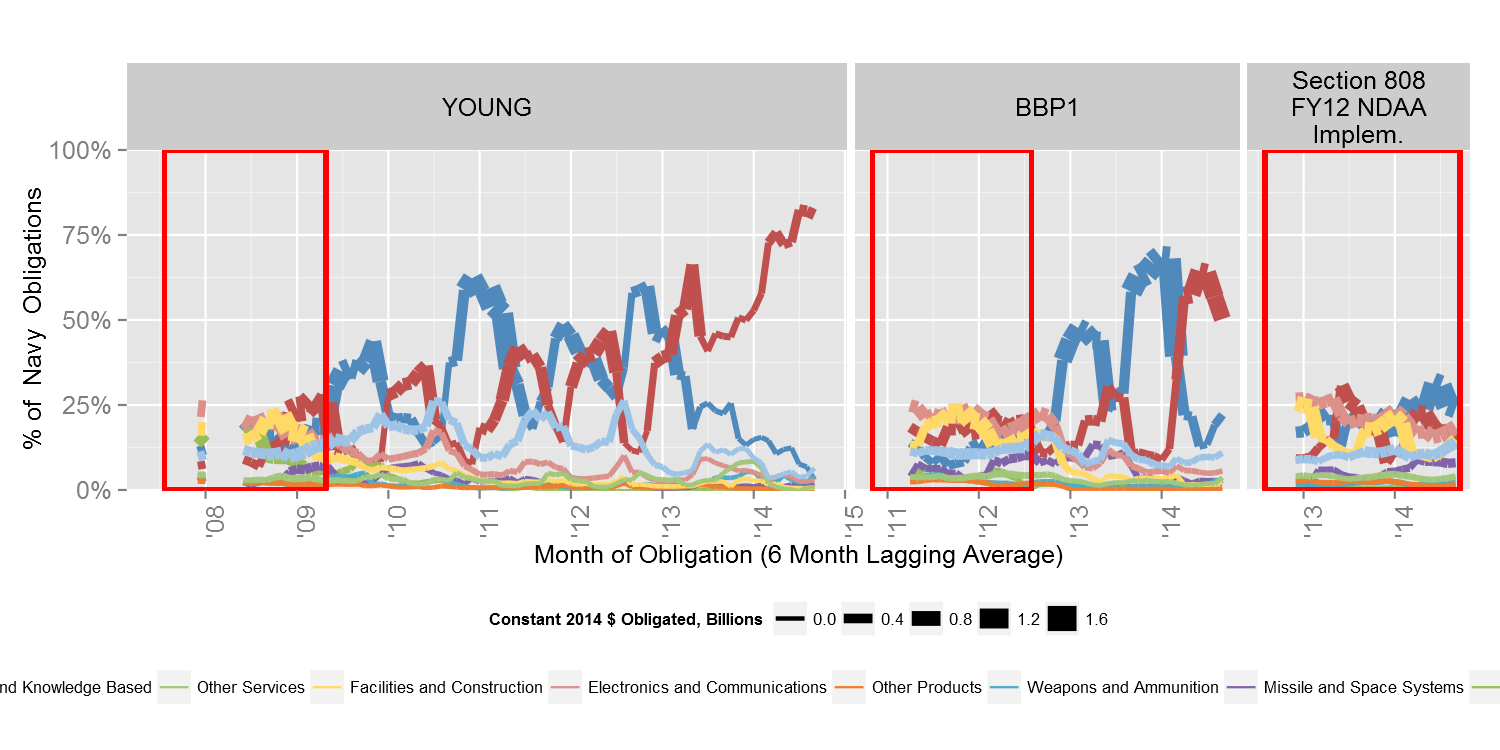 YOUNG
BBP1
Section 808
FY12 NDAA
Implem.
% of Navy Obligations
100%
75%
50%
25%
0%
'08
'09
'10
'11
'12
'13
'14
'15
'11
'12
'13
'14
'13
'14
Month of Obligation (6 Month Lagging Average)
Constant 2014 $ Obligated, Billions 0.0 0.4 0.8 1.2 1.6
nd Knowledge Based Other Services Facilities and Construction Electronics and Communications Other Products Weapons and Ammunition Missile and Space Systems